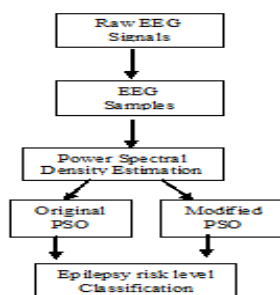 Raw EEG
Signals
EEG
Samples
Power Spectral
Density Estimation
Original
PSO
Modified
PSO
Epilepsy risk level
Classification